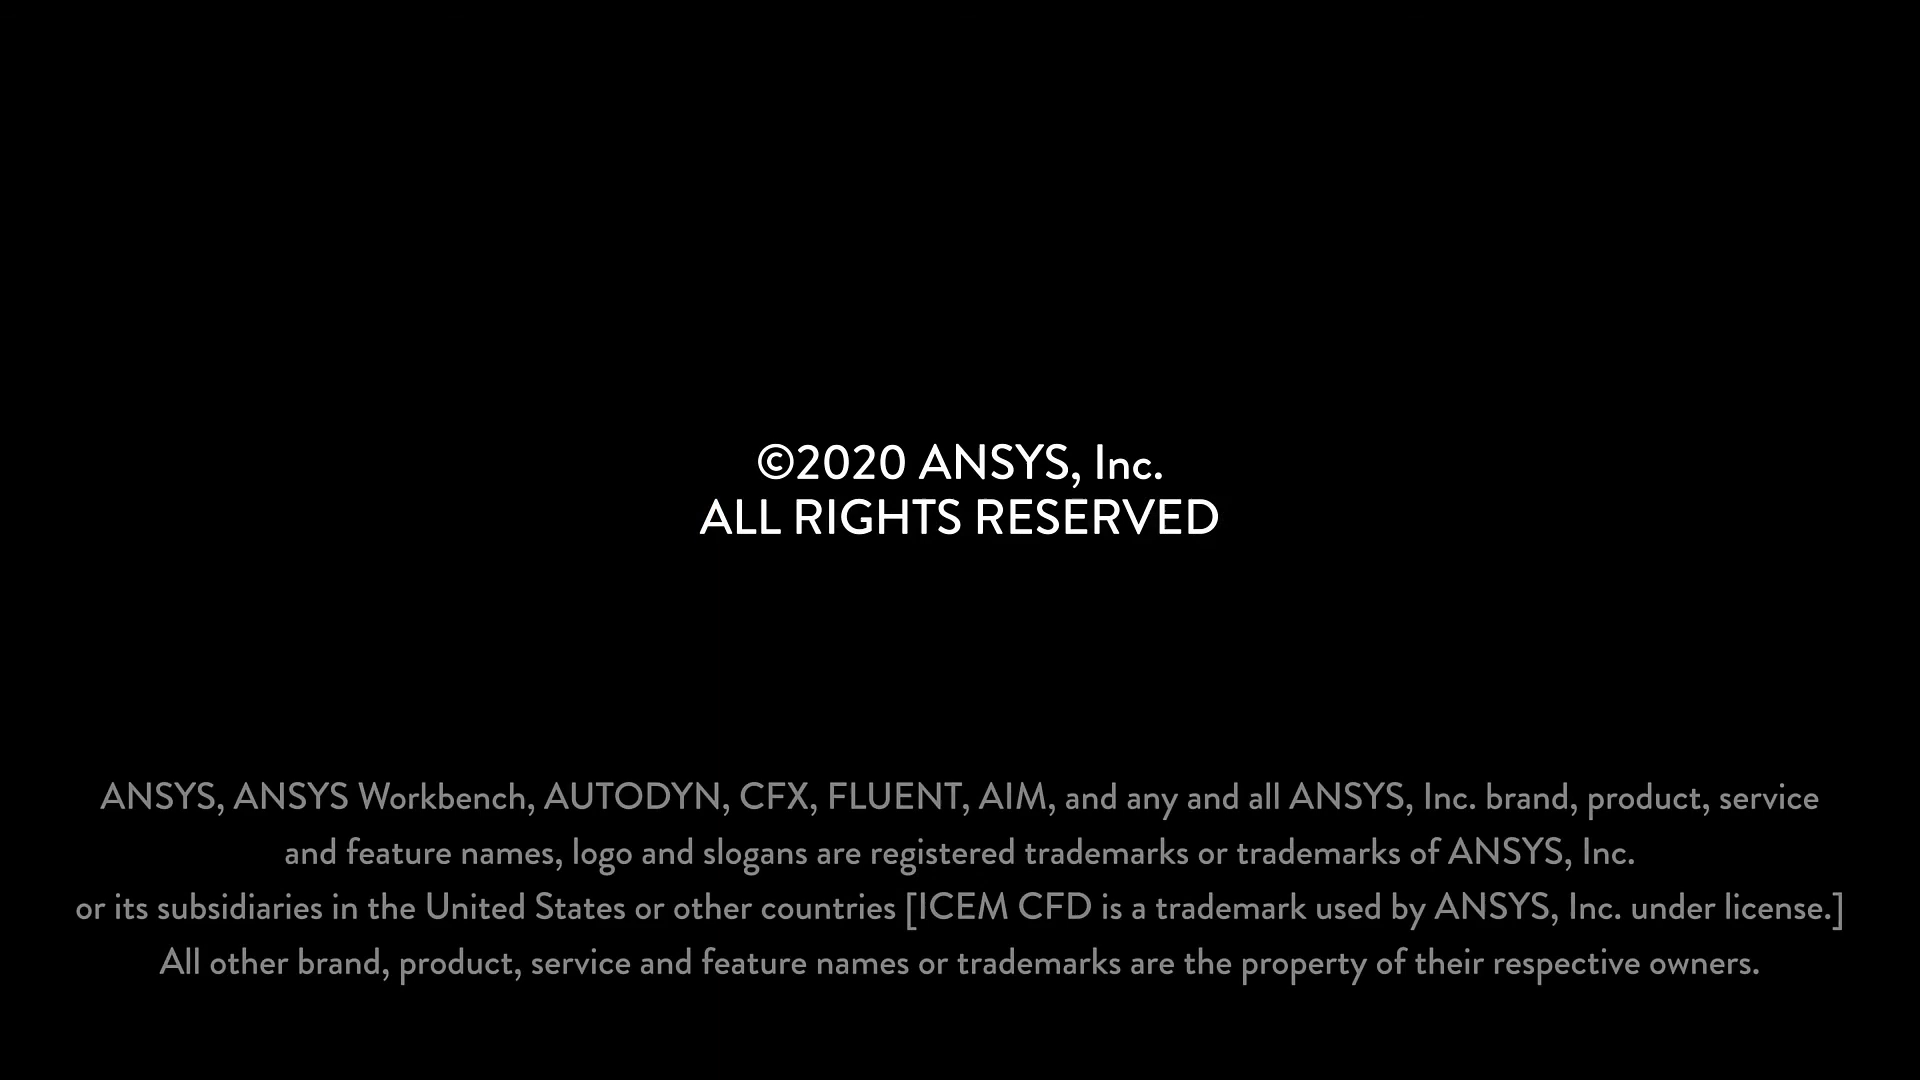 ©2020 ANSYS, Inc.
ALL RIGHTS RESERVED
ANSYS, ANSYS Workbench, AUTODYN, CFX, FLUENT, AIM, and any and all ANSYS, Inc. brand, product, service
and feature names, logo and slogans are registered trademarks or trademarks of ANSYS, Inc.
or its subsidiaries in the United States or other countries [ICEM CFD is a trademark used by ANSYS, Inc. under license.]
All other brand, product, service and feature names or trademarks are the property of their respective owners.